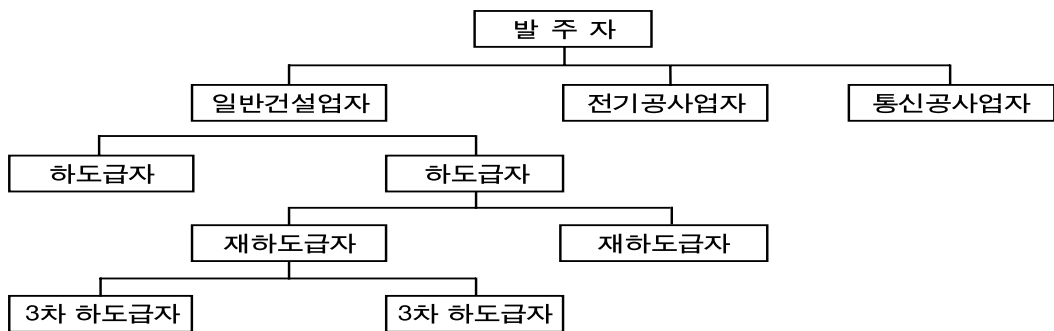 발 주 자
일반건설업자 전기공사업자 통신공사업자
하도급자 하도급자
재하도급자 재하도급자
3차 하도급자 3차 하도급자